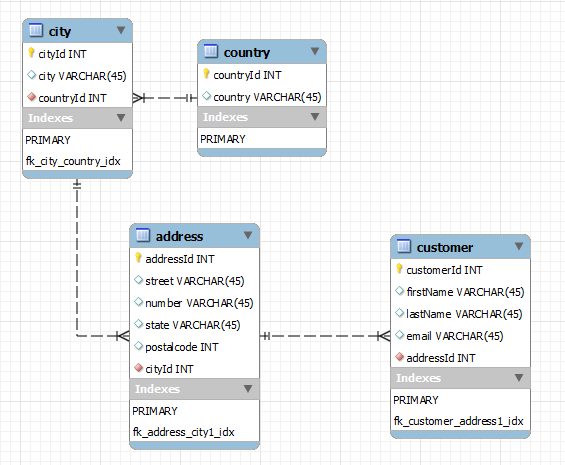 city
cityId INT
city VARCHAR(45)
countryId INT
Indexes
PRIMARY
fk_city_country_idx
country
countryId INT
country VARCHAR(45)
Indexes
PRIMARY
address
addressId INT
street VARCHAR(45)
number VARCHAR(45)
state VARCHAR(45)
postalcode INT
cityId INT
Indexes
PRIMARY
fk_address_city1_idx
customer
customerId INT
firstName VARCHAR(45)
lastName VARCHAR(45)
email VARCHAR(45)
addressId INT
Indexes
PRIMARY
fk_customer_address1_idx